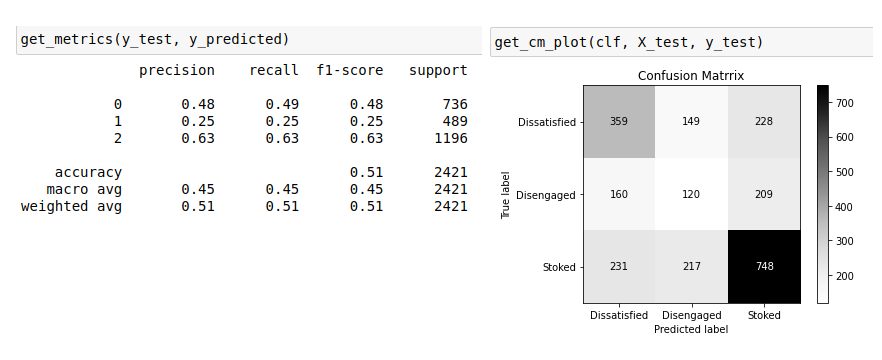 get_metrics(y_test, y_predicted)
precision recall f1-score support
0 0.48 0.49 0.48 736
1 0.25 0.25 0.25 489
2 0.63 0.63 0.63 1196
accuracy 0.51 2421
macro avg 0.45 0.45 0.45 2421
weighted avg 0.51 0.51 0.51 2421
get_cm_plot(clf, X_test, y_test)
Confusion Matrrix
True label
Dissatisfied 359 149 228
Disengaged 160 120 209
Stoked 231 217 748
Dissatisfied Disengaged Stoked
Predicted label
700
600
500
400
300
200